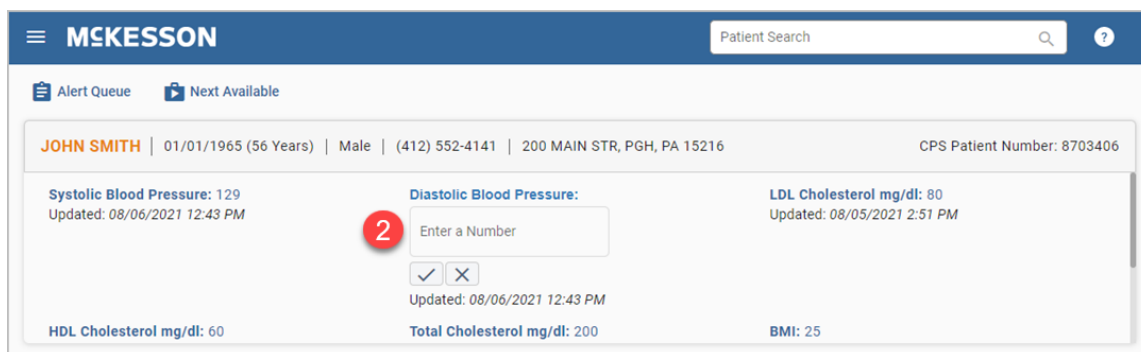 MCKESSON
Patient Search
?
Alert Queue
Next Available
JOHN SMITH | 01/01/1965 (56 Years) | Male | (412) 552-4141 | 200 MAIN STR, PGH, PA 15216
CPS Patient Number: 8703406
Systolic Blood Pressure: 129
Updated: 08/06/2021 12:43 PM
Diastolic Blood Pressure:
2
Enter a Number
Updated: 08/06/2021 12:43 PM
LDL Cholesterol mg/dl: 80
Updated: 08/05/2021 2:51 PM
HDL Cholesterol mg/dl: 60
Total Cholesterol mg/dl: 200
BMI: 25